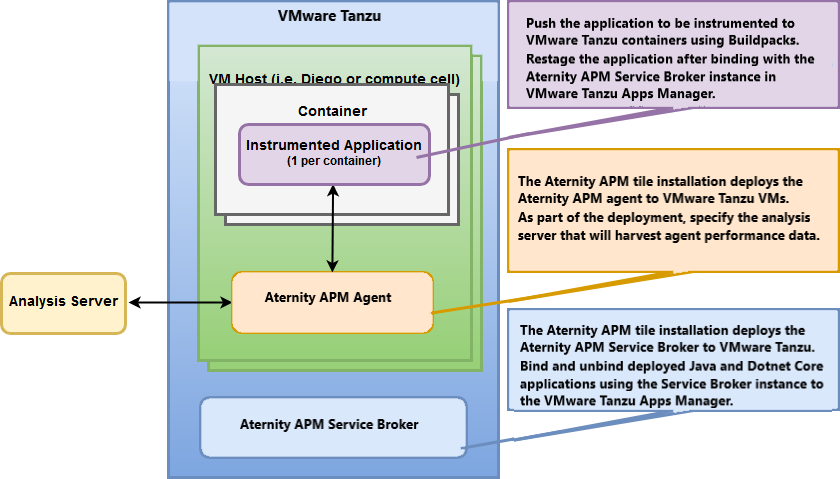 VMware Tanzu
VM Host (i.e. Diego or compute cell)
Container
Instrumented Application
(1 per container)
Aternity APM Agent
Analysis Server
Aternity APM Service Broker
Push the application to be instrumented to
VMware Tanzu containers using Buildpacks.
Restage the application after binding with the
Aternity APM Service Broker instance in
VMware Tanzu Apps Manager.
The Aternity APM tile installation deploys the
Aternity APM agent to VMware Tanzu VMs.
As part of the deployment, specify the analysis
server that will harvest agent performance data.
The Aternity APM tile installation deploys the
Aternity APM Service Broker to VMware Tanzu.
Bind and unbind deployed Java and Dotnet Core
applications using the Service Broker instance to
the VMware Tanzu Apps Manager.